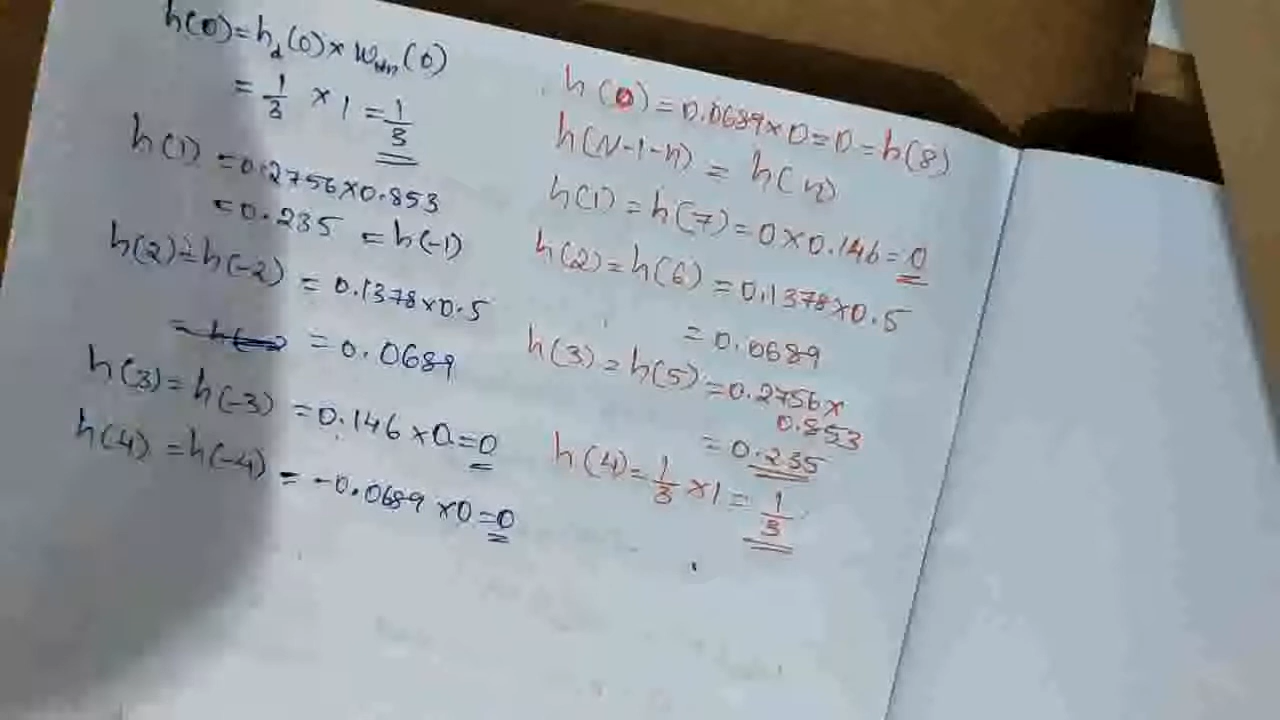 h(0)=h_d(0)×W_Hn(0)
=1/3 ×1=1/3
h(1)=0.2756×0.853
=0.235 =h(-1)
h(2)=h(-2) =0.1378×0.5
=0.0689
h(3)=h(-3) =0.146×0=0
h(4)=h(-4) =-0.0689×0=0
h(0)=0.0689×0=0=h(8)
h(N-1-n)=h(n)
h(1)=h(7)=0×0.146=0
h(2)=h(6)=0.1378×0.5
=0.0689
h(3)=h(5)=0.2756×
0.853
=0.235
h(4)=1/3×1=1/3